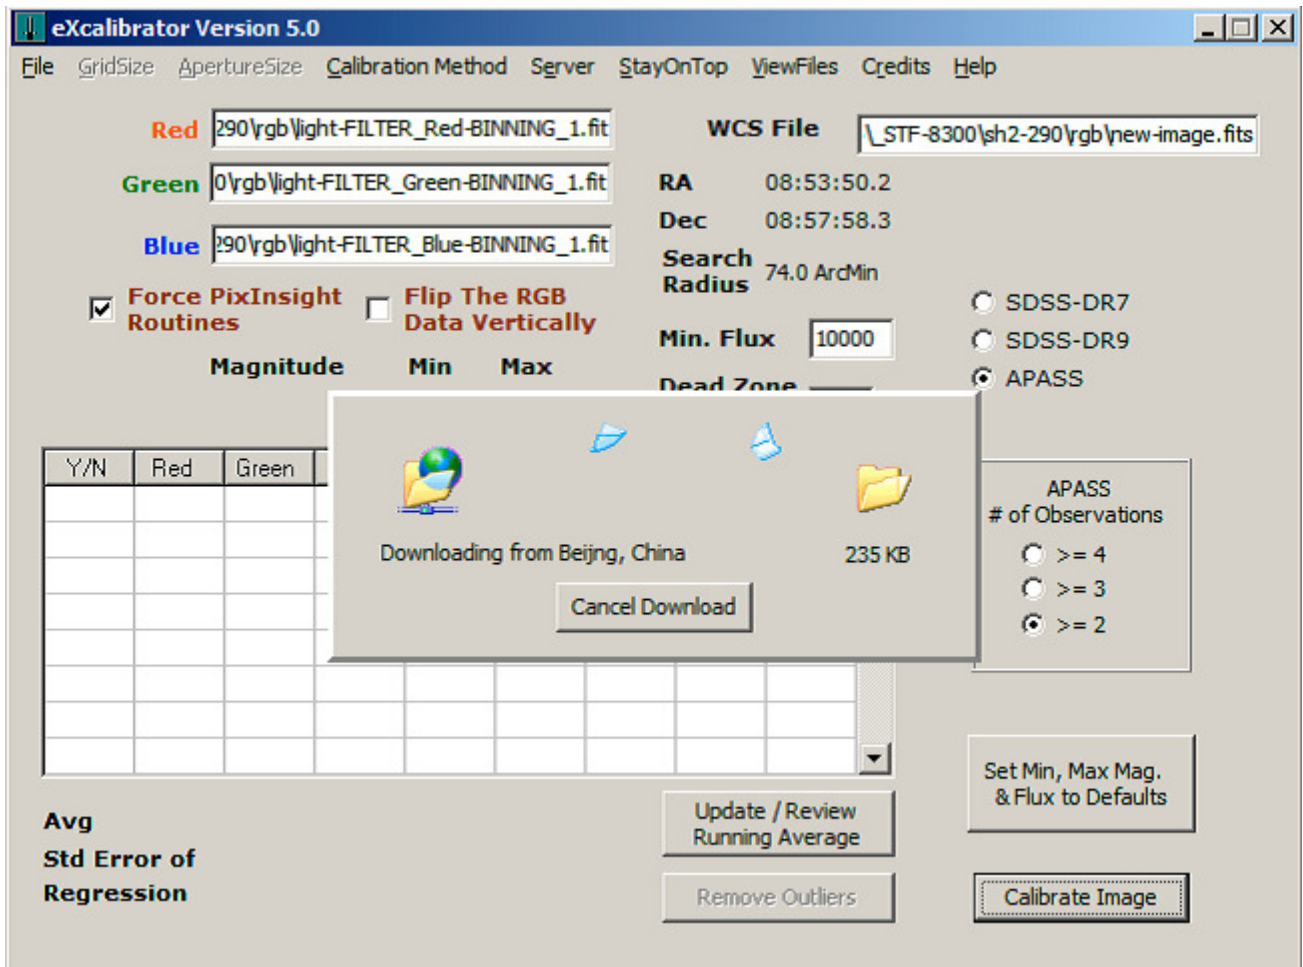 eXcalibrator Version 5.0
File GridSize ApertureSize Calibration Method Server StayOnTop ViewFiles Credits Help
Red 290\rgb\light-FILTER_Red-BINNING_1.fit
WCS File \_STF-8300\sh2-290\rgb\new-image.fits
Green 0\rgb\light-FILTER_Green-BINNING_1.fit
RA 08:53:50.2
Dec 08:57:58.3
Blue 290\rgb\light-FILTER_Blue-BINNING_1.fit
Search
Radius 74.0 ArcMin
Force PixInsight
Routines
Flip The RGB
Data Vertically
SDSS-DR7
Min. Flux 10000
SDSS-DR9
Magnitude Min Max
Dead Zone
APASS
Y/N Red Green
Downloading from Beijng, China 235 KB
Cancel Download
APASS
# of Observations
>= 4
>= 3
>= 2
Set Min, Max Mag.
& Flux to Defaults
Avg
Update / Review
Running Average
Std Error of
Regression
Remove Outliers
Calibrate Image